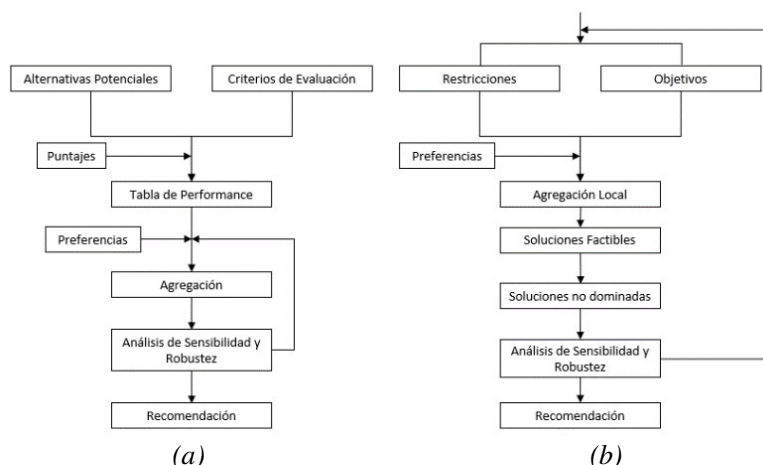 Alternativas Potenciales
Criterios de Evaluación
Puntajes
Tabla de Performance
Preferencias
Agregación
Análisis de Sensibilidad y
Robustez
Recomendación
(a)
Restricciones
Objetivos
Preferencias
Agregación Local
Soluciones Factibles
Soluciones no dominadas
Análisis de Sensibilidad y
Robustez
Recomendación
(b)